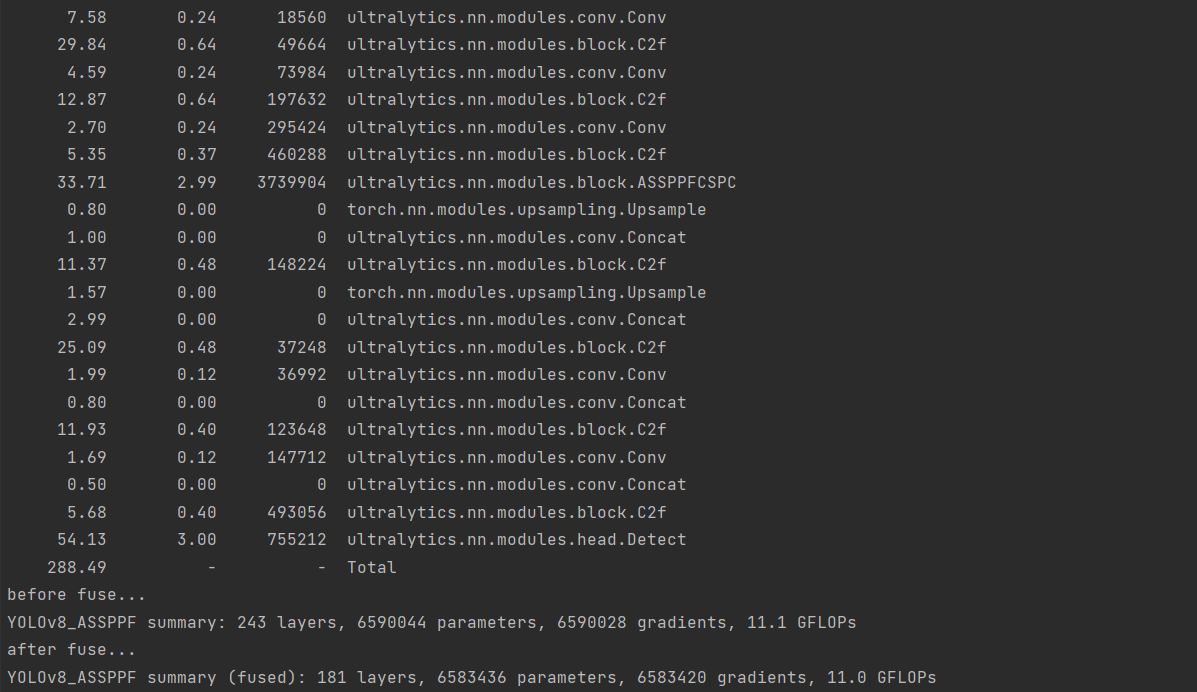 7.58 0.24 18560 ultralytics.nn.modules.conv.Conv
29.84 0.64 49664 ultralytics.nn.modules.block.C2f
4.59 0.24 73984 ultralytics.nn.modules.conv.Conv
12.87 0.64 197632 ultralytics.nn.modules.block.C2f
2.70 0.24 295424 ultralytics.nn.modules.conv.Conv
5.35 0.37 460288 ultralytics.nn.modules.block.C2f
33.71 2.99 3739904 ultralytics.nn.modules.block.ASSPPFCSPC
0.80 0.00 0 torch.nn.modules.upsampling.Upsample
1.00 0.00 0 ultralytics.nn.modules.conv.Concat
11.37 0.48 148224 ultralytics.nn.modules.block.C2f
1.57 0.00 0 torch.nn.modules.upsampling.Upsample
2.99 0.00 0 ultralytics.nn.modules.conv.Concat
25.09 0.48 37248 ultralytics.nn.modules.block.C2f
1.99 0.12 36992 ultralytics.nn.modules.conv.Conv
0.80 0.00 0 ultralytics.nn.modules.conv.Concat
11.93 0.40 123648 ultralytics.nn.modules.block.C2f
1.69 0.12 147712 ultralytics.nn.modules.conv.Conv
0.50 0.00 0 ultralytics.nn.modules.conv.Concat
5.68 0.40 493056 ultralytics.nn.modules.block.C2f
54.13 3.00 755212 ultralytics.nn.modules.head.Detect
288.49 - - Total
before fuse...
YOLOv8_ASSPPF summary: 243 layers, 6590044 parameters, 6590028 gradients, 11.1 GFLOPs
after fuse...
YOLOv8_ASSPPF summary (fused): 181 layers, 6583436 parameters, 6583420 gradients, 11.0 GFLOPs